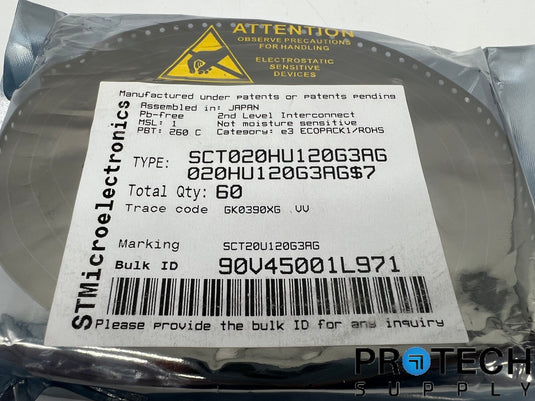 ATTENTION
OBSERVE PRECAUTIONS
FOR HANDLING
ELECTROSTATIC
SENSITIVE
DEVICES
STMicroelectronics
Manufactured under patents or patents pending
Assembled in: JAPAN
Pb-free 2nd Level Interconnect
MSL: 1 Not moisture sensitive
PBT: 260 C Category: e3 ECOPACK1/ROHS
TYPE: SCT020HU120G3AG
020HU120G3AG$7
Total Qty: 60
Trace code GK0390XG .VV
Marking SCT20U120G3AG
Bulk ID 90V45001L971
Please provide the bulk ID for any inquiry
PROTECH
SUPPLY